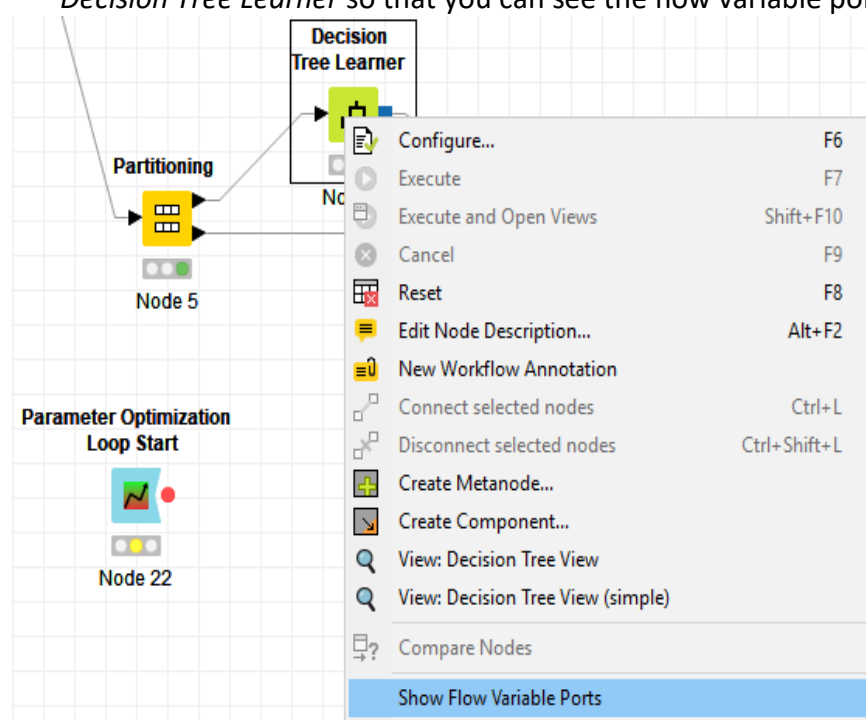 Decision Tree Learner so that you can see the flow variable po
Decision
Tree Learner
Partitioning
Node 5
Parameter Optimization
Loop Start
Node 22
Configure... F6
Execute F7
Execute and Open Views Shift+F10
Cancel F9
Reset F8
Edit Node Description... Alt+F2
New Workflow Annotation
Connect selected nodes Ctrl+L
Disconnect selected nodes Ctrl+Shift+L
Create Metanode...
Create Component...
View: Decision Tree View
View: Decision Tree View (simple)
Compare Nodes
Show Flow Variable Ports